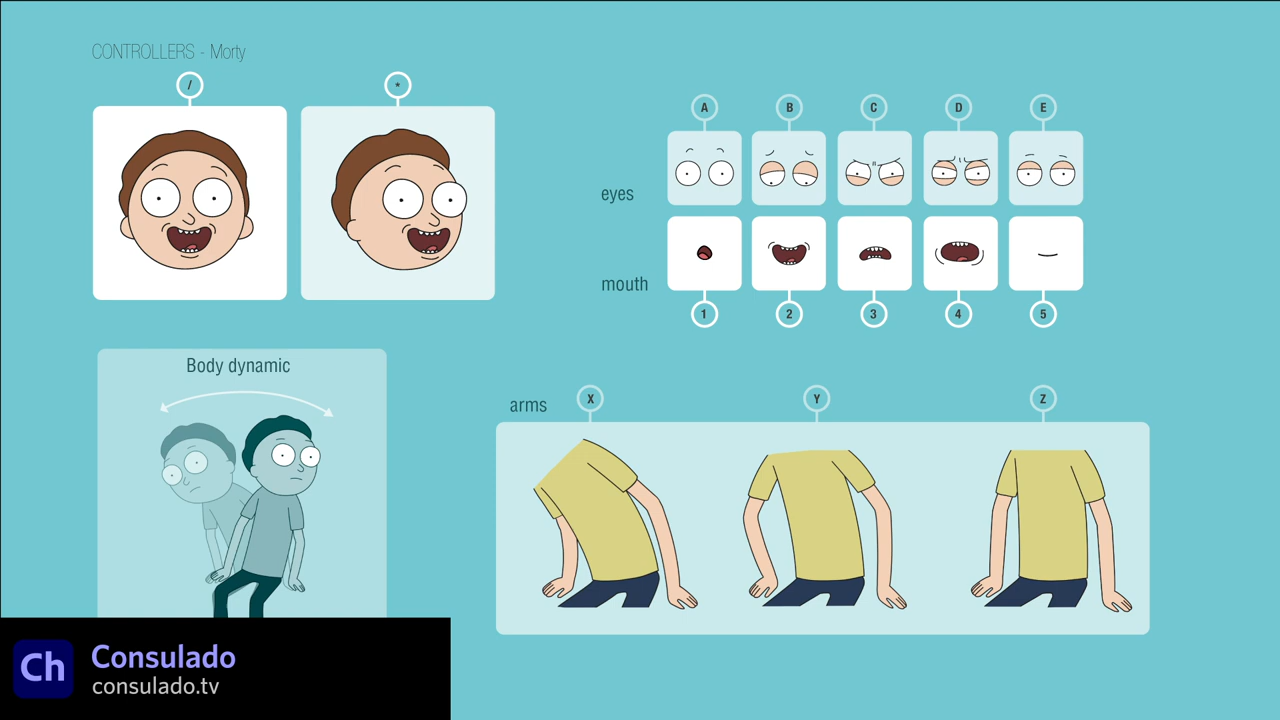 CONTROLLERS - Morty
/
*
A
B
C
D
E
eyes
mouth
1
2
3
4
5
Body dynamic
arms
X
Y
Z
Ch
Consulado
consulado.tv